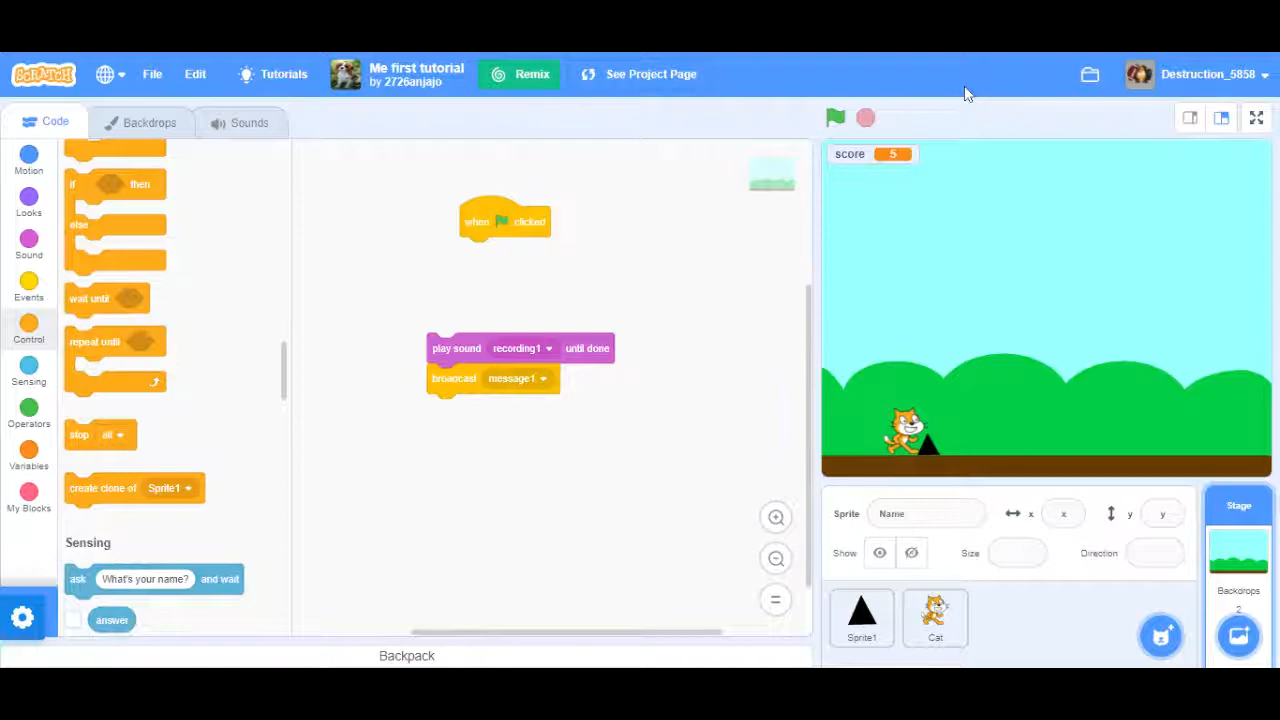 SCRATCH
File
Edit
Tutorials
Me first tutorial
by 2726anjajo
Remix
See Project Page
Destruction_5858
Code
Backdrops
Sounds
Motion
Looks
Sound
Events
Control
Sensing
Operators
Variables
My Blocks
if then
else
wait until
repeat until
stop all
create clone of Sprite1
Sensing
ask What's your name? and wait
answer
when clicked
play sound recording1 until done
broadcast message1
Backpack
score 5
Sprite Name x x y y
Show Size Direction
Sprite1
Cat
Stage
Backdrops
2